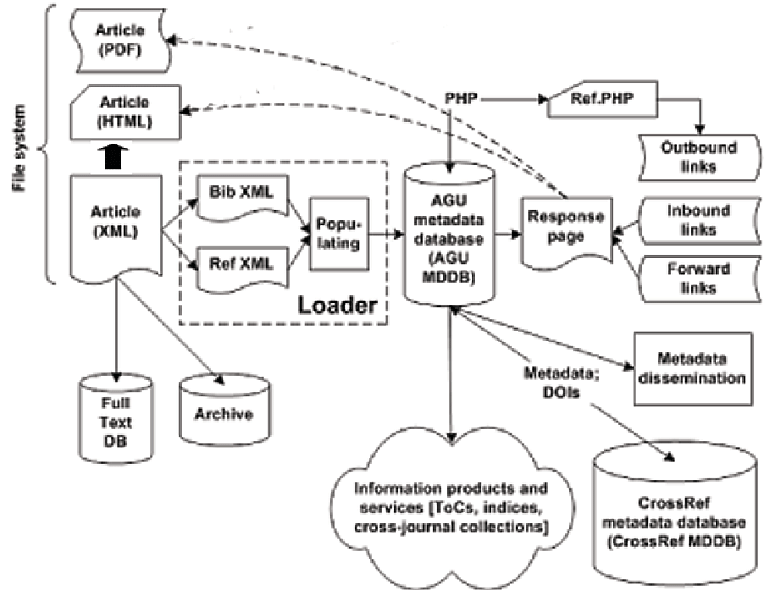 File system
Article
(PDF)
Article
(HTML)
Article
(XML)
Bib XML
Ref XML
Popu-
lating
Loader
PHP
Ref.PHP
Outbound
links
AGU
metadata
database
(AGU
MDDB)
Response
page
Inbound
links
Forward
links
Full
Text
DB
Archive
Metadata;
DOIs
Metadata
dissemination
Information products and
services [ToCs, indices,
cross-journal collections]
CrossRef
metadata database
(CrossRef MDDB)